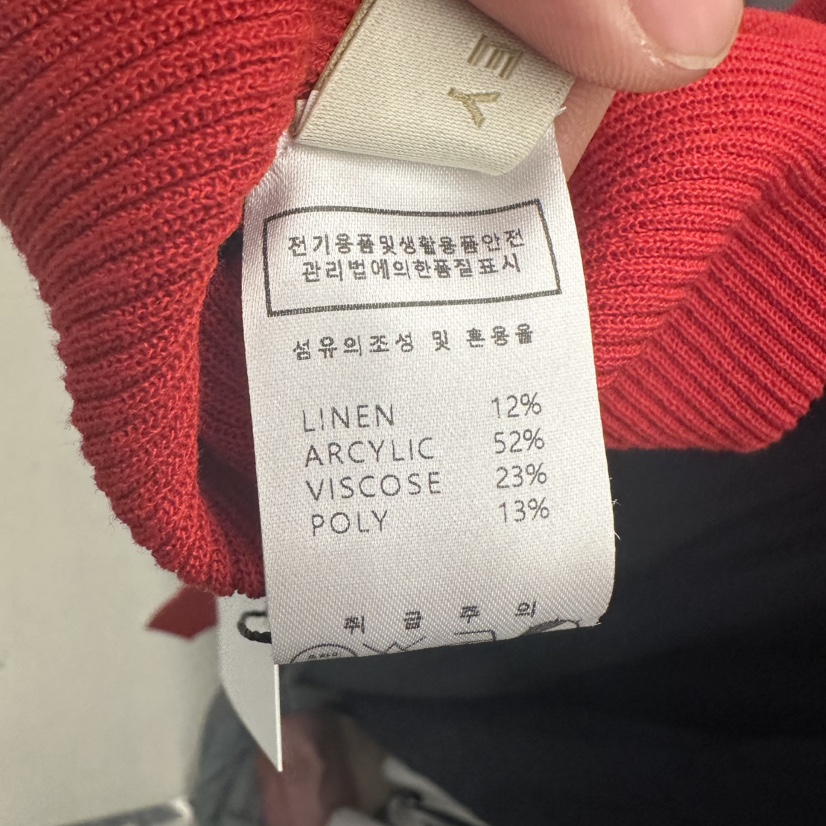 EY
전기용품및생활용품안전
관리법에의한품질표시
섬유의조성 및 혼용율
LINEN 12%
ARCYLIC 52%
VISCOSE 23%
POLY 13%
취급주의